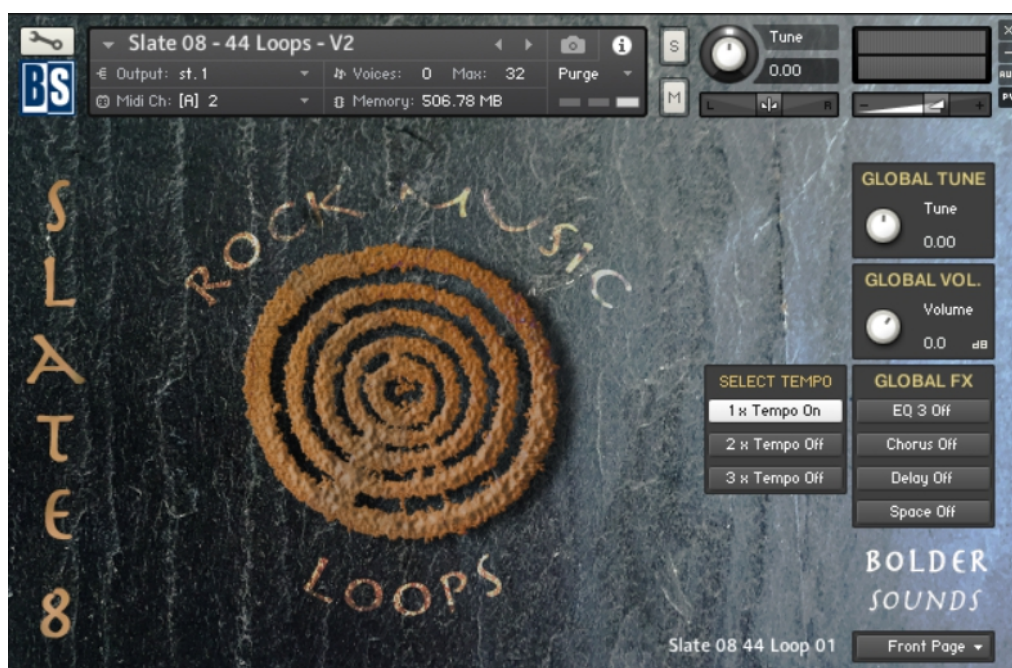 Slate 08 - 44 Loops - V2
Output: st.1
Voices: 0 Max: 32
Purge
Midi Ch: [A] 2
Memory: 506.78 MB
S
M
Tune
0.00
L
R
-
+
×
-
AU
PV
BS
SLATE 8
ROCK MUSIC
LOOPS
GLOBAL TUNE
Tune
0.00
GLOBAL VOL.
Volume
0.0 dB
SELECT TEMPO
1 x Tempo On
2 x Tempo Off
3 x Tempo Off
GLOBAL FX
EQ 3 Off
Chorus Off
Delay Off
Space Off
BOLDER
SOUNDS
Slate 08 44 Loop 01
Front Page